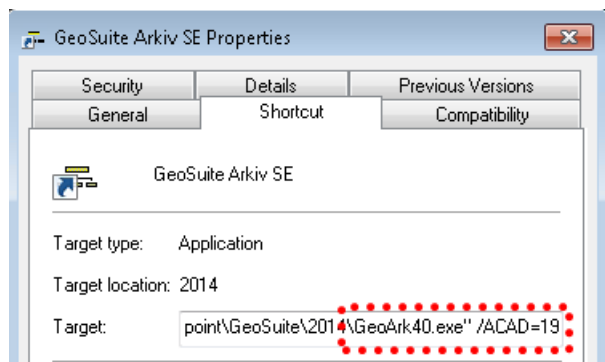 GeoSuite Arkiv SE Properties
Security Details Previous Versions
General Shortcut Compatibility
GeoSuite Arkiv SE
Target type: Application
Target location: 2014
Target: point\GeoSuite\2014\GeoArk40.exe" /ACAD=19